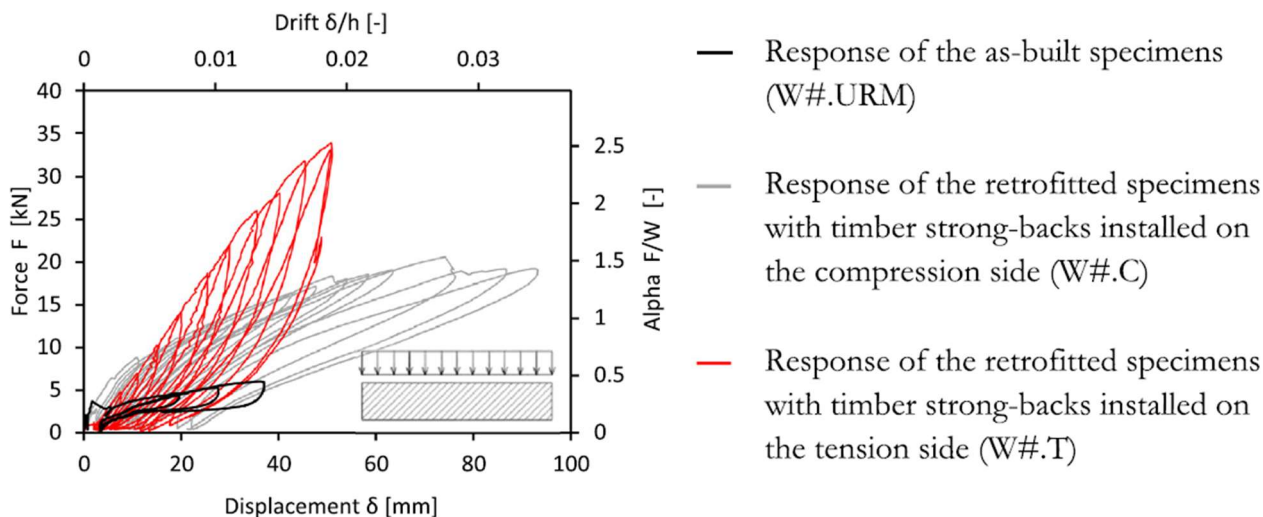 Drift δ/h [-]
0 0.01 0.02 0.03
40
35
30
25
20
15
10
5
0
Force F [kN]
2.5
2
1.5
1
0.5
0
Alpha F/W [-]
0 20 40 60 80 100
Displacement δ [mm]
Response of the as-built specimens
(W#.URM)
Response of the retrofitted specimens
with timber strong-backs installed on
the compression side (W#.C)
Response of the retrofitted specimens
with timber strong-backs installed on
the tension side (W#.T)